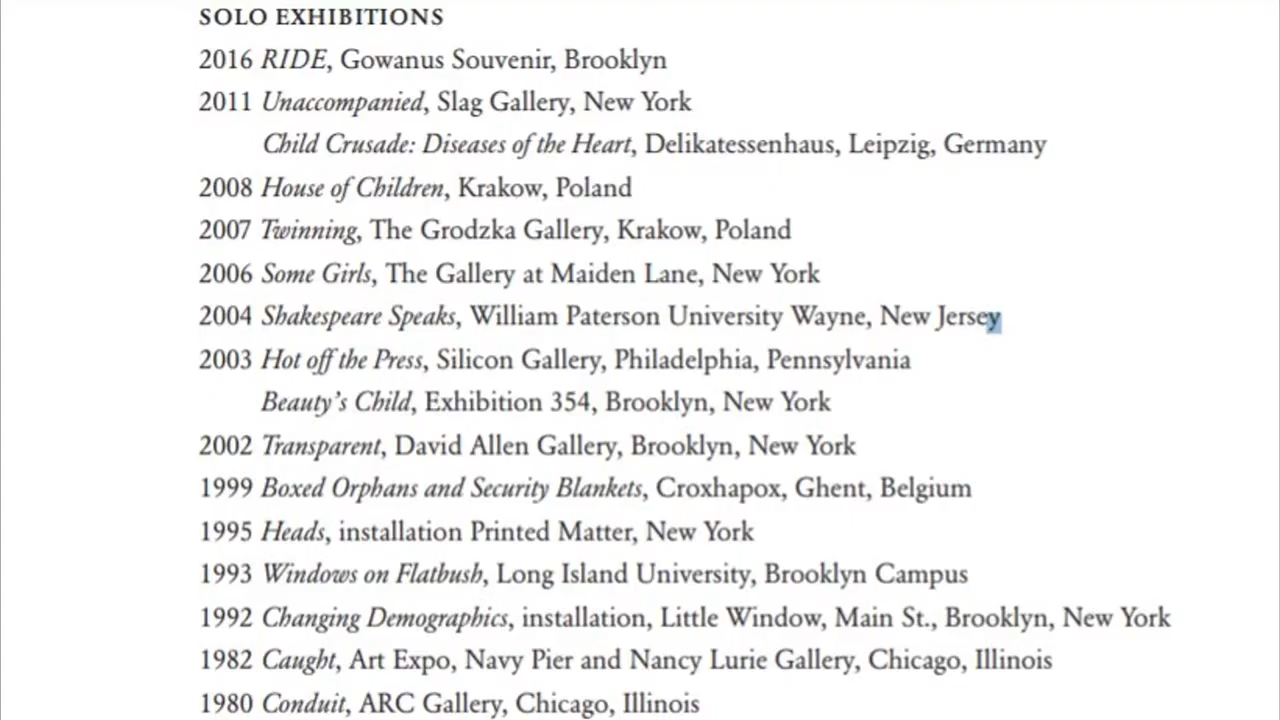 SOLO EXHIBITIONS
2016 RIDE, Gowanus Souvenir, Brooklyn
2011 Unaccompanied, Slag Gallery, New York
Child Crusade: Diseases of the Heart, Delikatessenhaus, Leipzig, Germany
2008 House of Children, Krakow, Poland
2007 Twinning, The Grodzka Gallery, Krakow, Poland
2006 Some Girls, The Gallery at Maiden Lane, New York
2004 Shakespeare Speaks, William Paterson University Wayne, New Jersey
2003 Hot off the Press, Silicon Gallery, Philadelphia, Pennsylvania
Beauty’s Child, Exhibition 354, Brooklyn, New York
2002 Transparent, David Allen Gallery, Brooklyn, New York
1999 Boxed Orphans and Security Blankets, Croxhapox, Ghent, Belgium
1995 Heads, installation Printed Matter, New York
1993 Windows on Flatbush, Long Island University, Brooklyn Campus
1992 Changing Demographics, installation, Little Window, Main St., Brooklyn, New York
1982 Caught, Art Expo, Navy Pier and Nancy Lurie Gallery, Chicago, Illinois
1980 Conduit, ARC Gallery, Chicago, Illinois